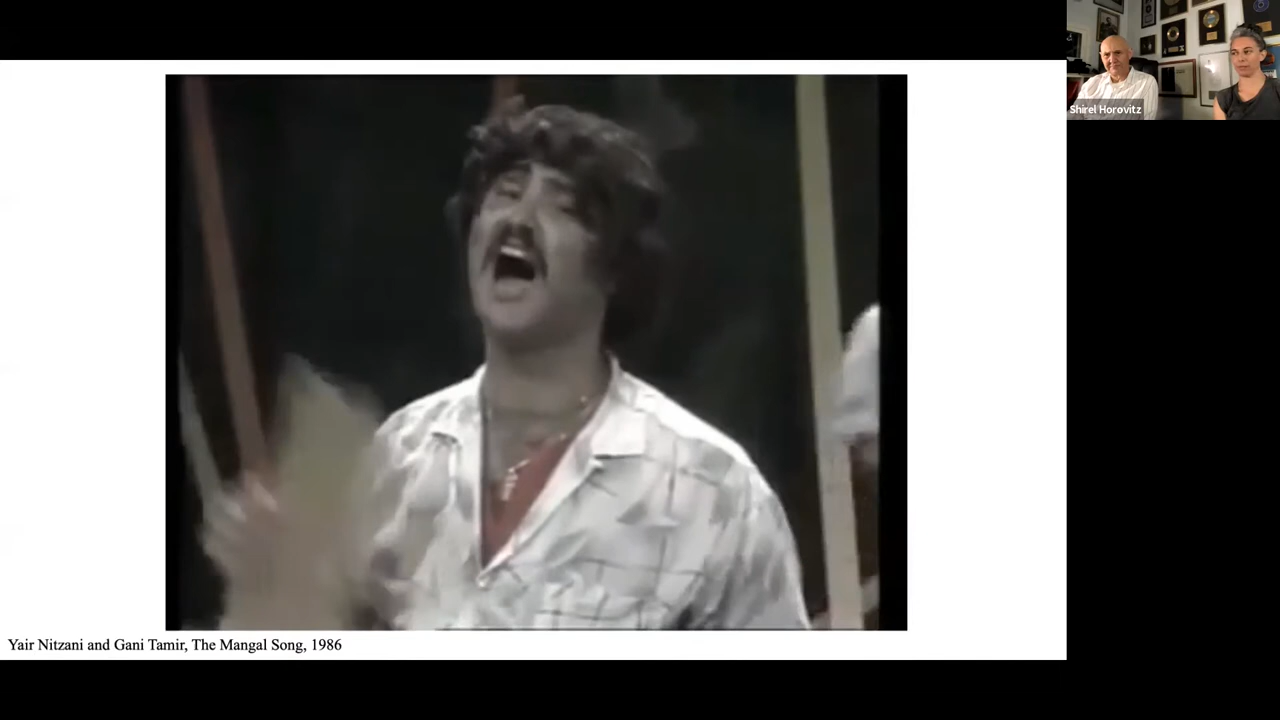 Shirel Horovitz
Yair Nitzani and Gani Tamir, The Mangal Song, 1986